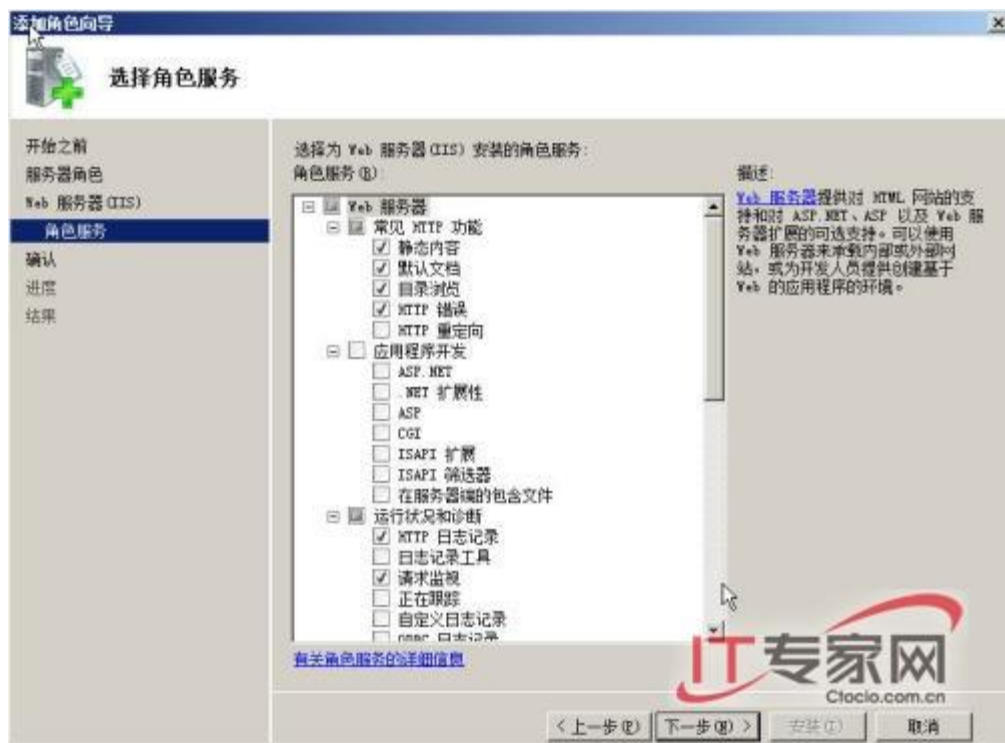 添加角色向导
选择角色服务
开始之前
服务器角色
Web 服务器(IIS)
角色服务
确认
进度
结果
选择为 Web 服务器(IIS) 安装的角色服务:
角色服务(R):
Web 服务器
常见 HTTP 功能
静态内容
默认文档
目录浏览
HTTP 错误
HTTP 重定向
应用程序开发
ASP.NET
.NET 扩展性
ASP
CGI
ISAPI 扩展
ISAPI 筛选器
在服务器端的包含文件
运行状况和诊断
HTTP 日志记录
日志记录工具
请求监视
正在跟踪
自定义日志记录
ODBC 日志记录
有关角色服务的详细信息
描述:
Web 服务器提供对 HTML 网站的支
持和对 ASP.NET、ASP 以及 Web 服
务器扩展的可选支持。可以使用
Web 服务器来承载内部或外部网
站，或为开发人员提供创建基于
Web 的应用程序的环境。
IT专家网
Ctocio.com.cn
< 上一步(P)
下一步(N) >
安装(I)
取消